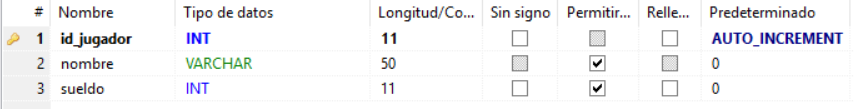 # Nombre Tipo de datos Longitud/Co... Sin signo Permitir... Relle... Predeterminado
1 id_jugador INT 11 AUTO_INCREMENT
2 nombre VARCHAR 50 0
3 sueldo INT 11 0